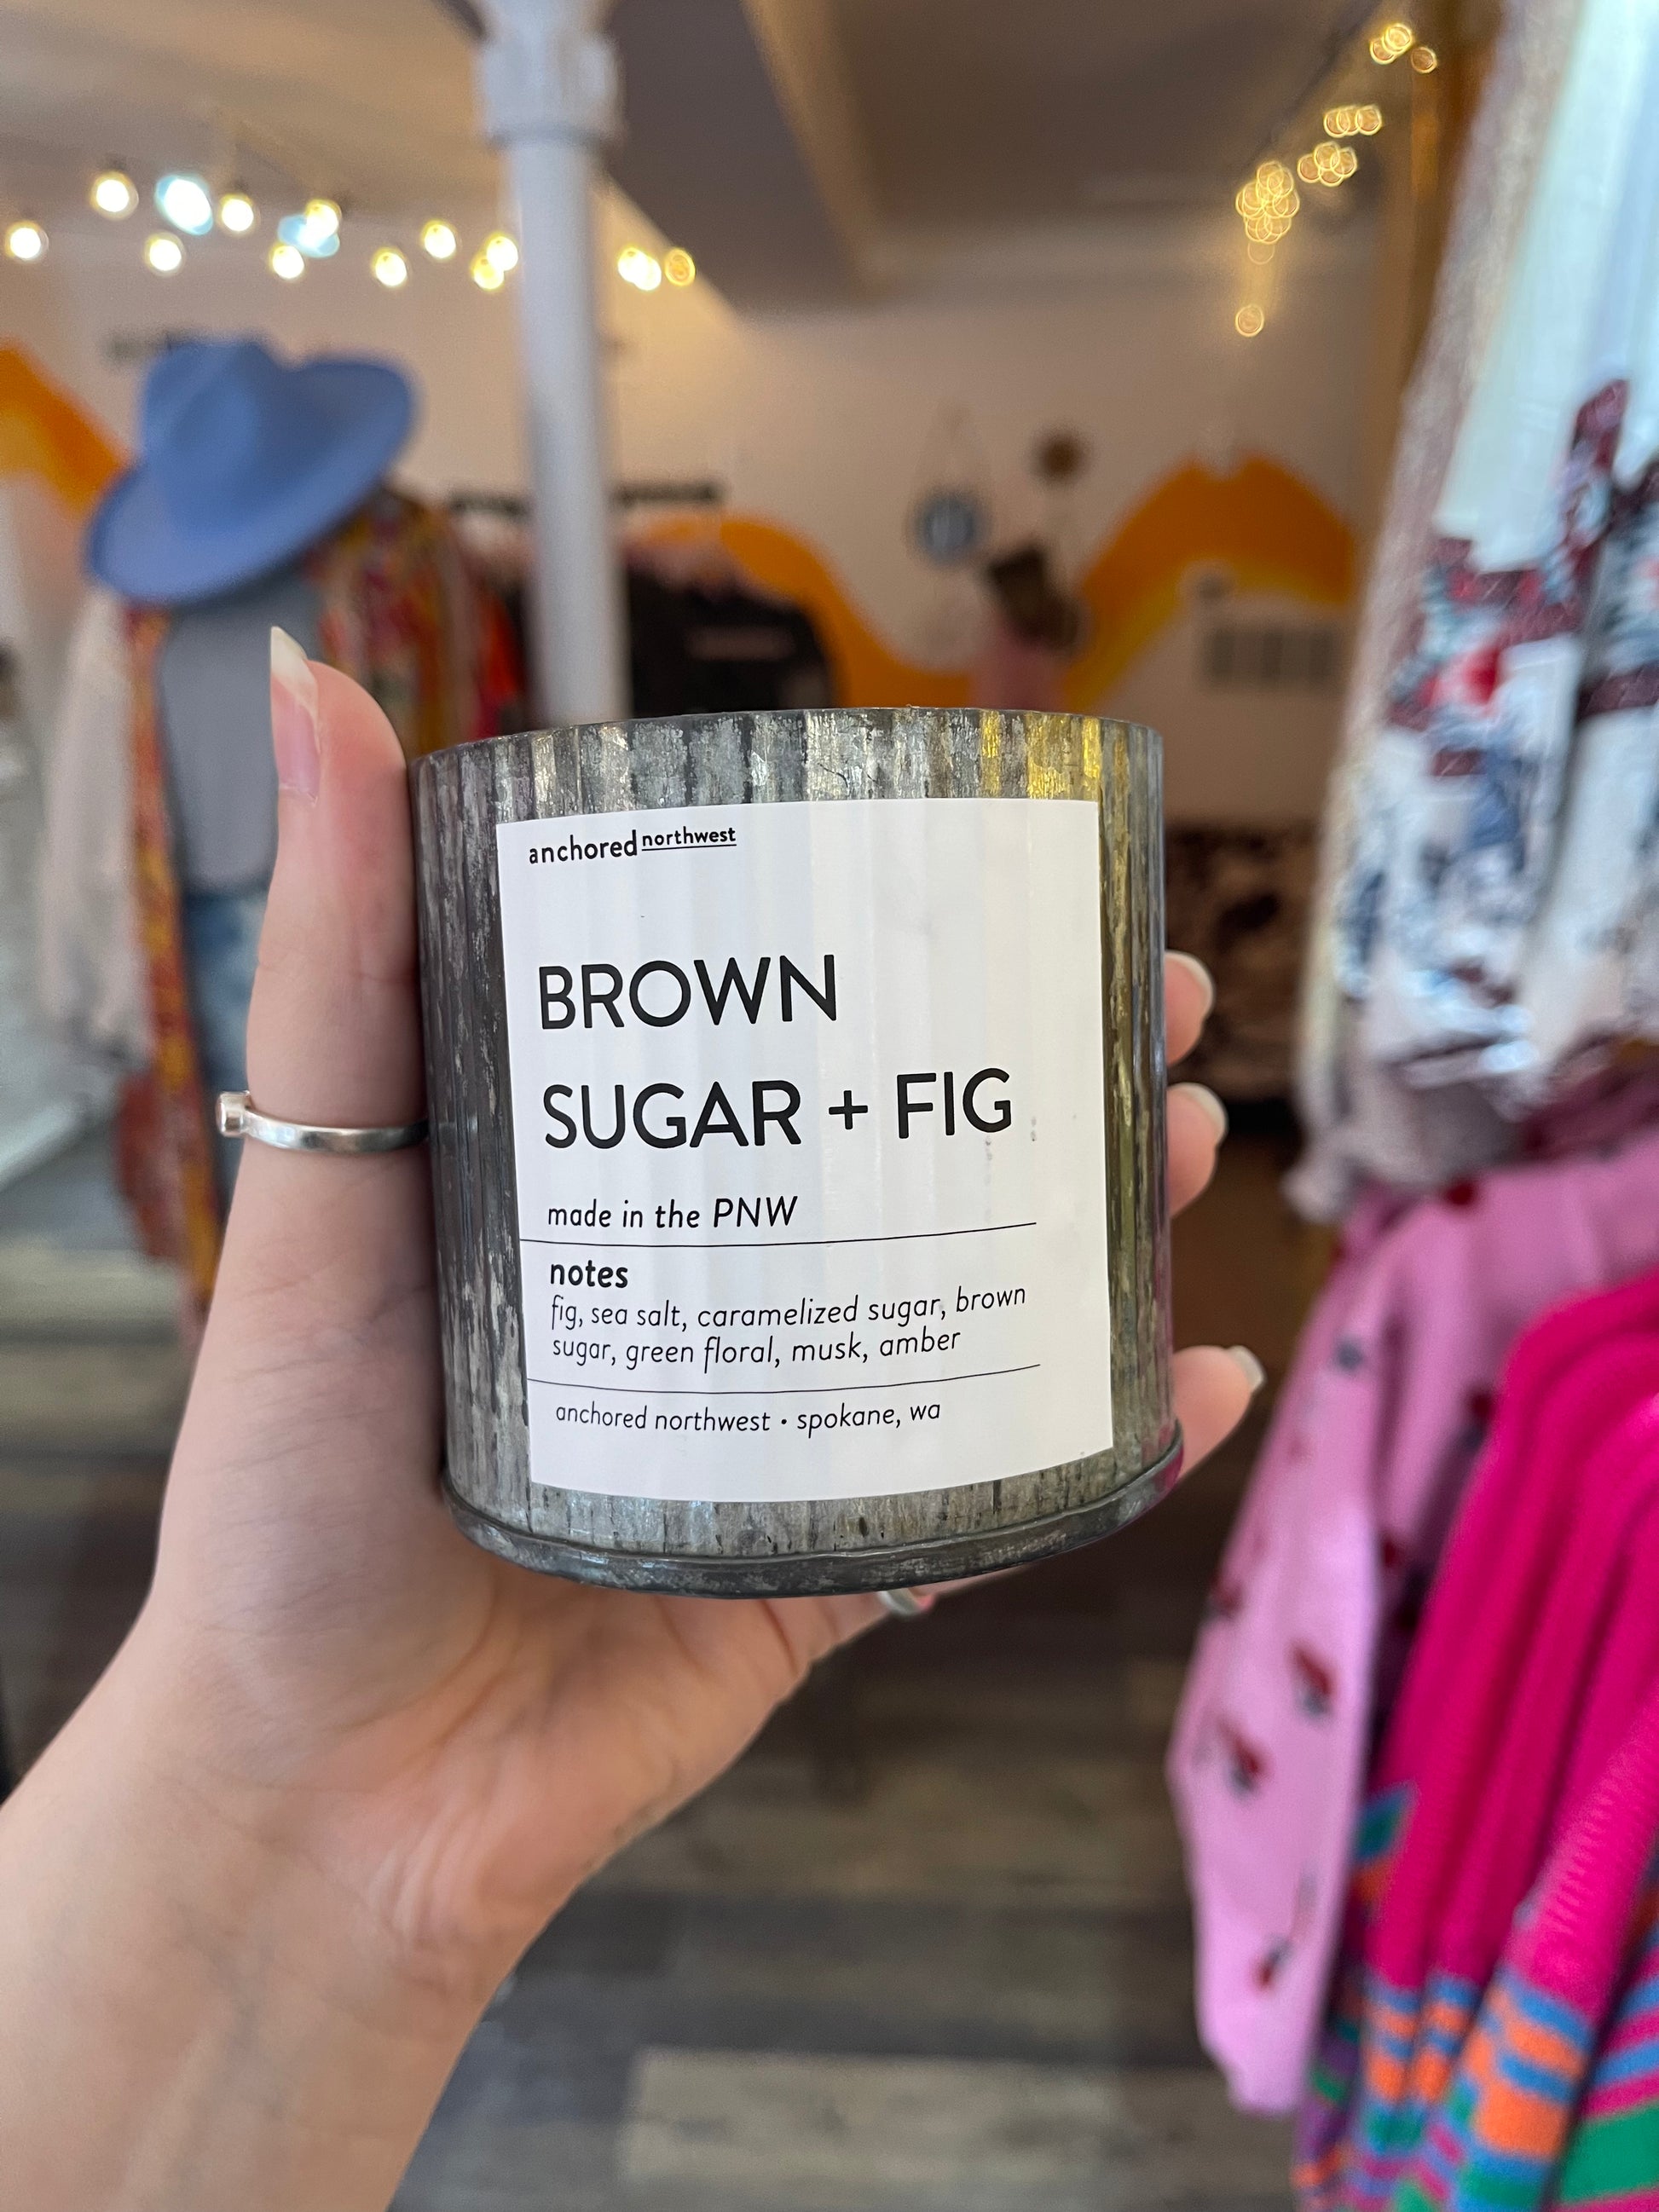 anchored northwest
BROWN
SUGAR + FIG
made in the PNW
notes
fig, sea salt, caramelized sugar, brown
sugar, green floral, musk, amber
anchored northwest • spokane, wa